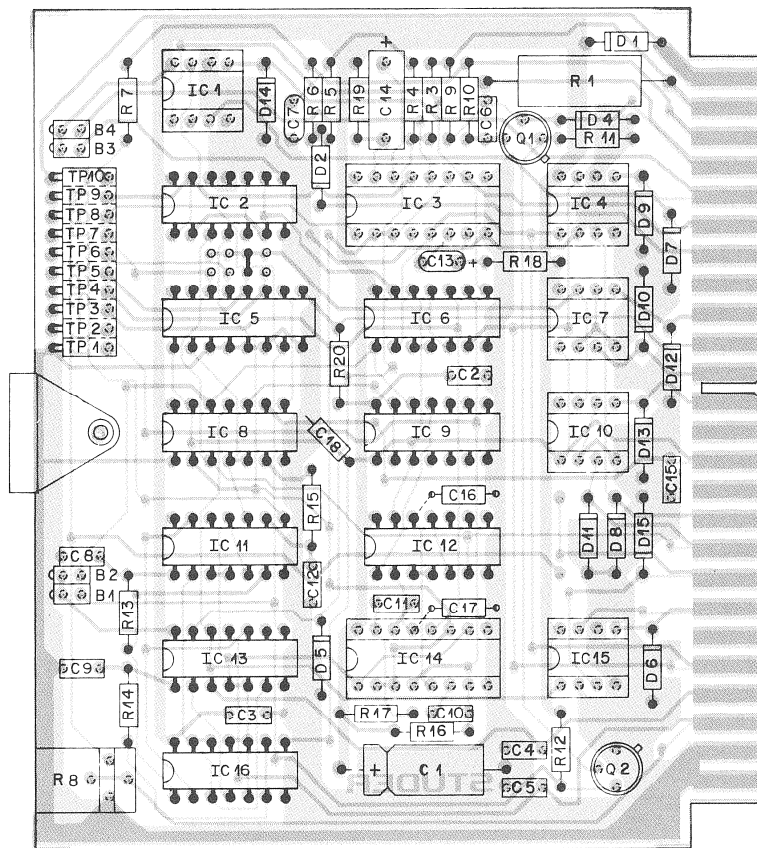 D1
R7
IC1
D14
C7
R6
R5
R19
+
C14
R4
R3
R9
R10
C6
R1
Q1
D4
R11
B4
B3
D2
TP10
TP9
TP8
TP7
TP6
TP5
TP4
TP3
TP2
TP1
IC2
IC3
IC4
D9
D7
C13 +
R18
IC5
IC6
IC7
D10
R20
C2
D12
IC8
C18
IC9
IC10
D13
C15
R15
C16
IC11
IC12
D11
D8
D15
C8
B2
B1
R13
C12
C11
C17
IC13
D5
IC14
IC15
D6
C9
R14
C3
R17
C10
R16
R8
IC16
+ C1
STUDER
C4
C5
R12
Q2